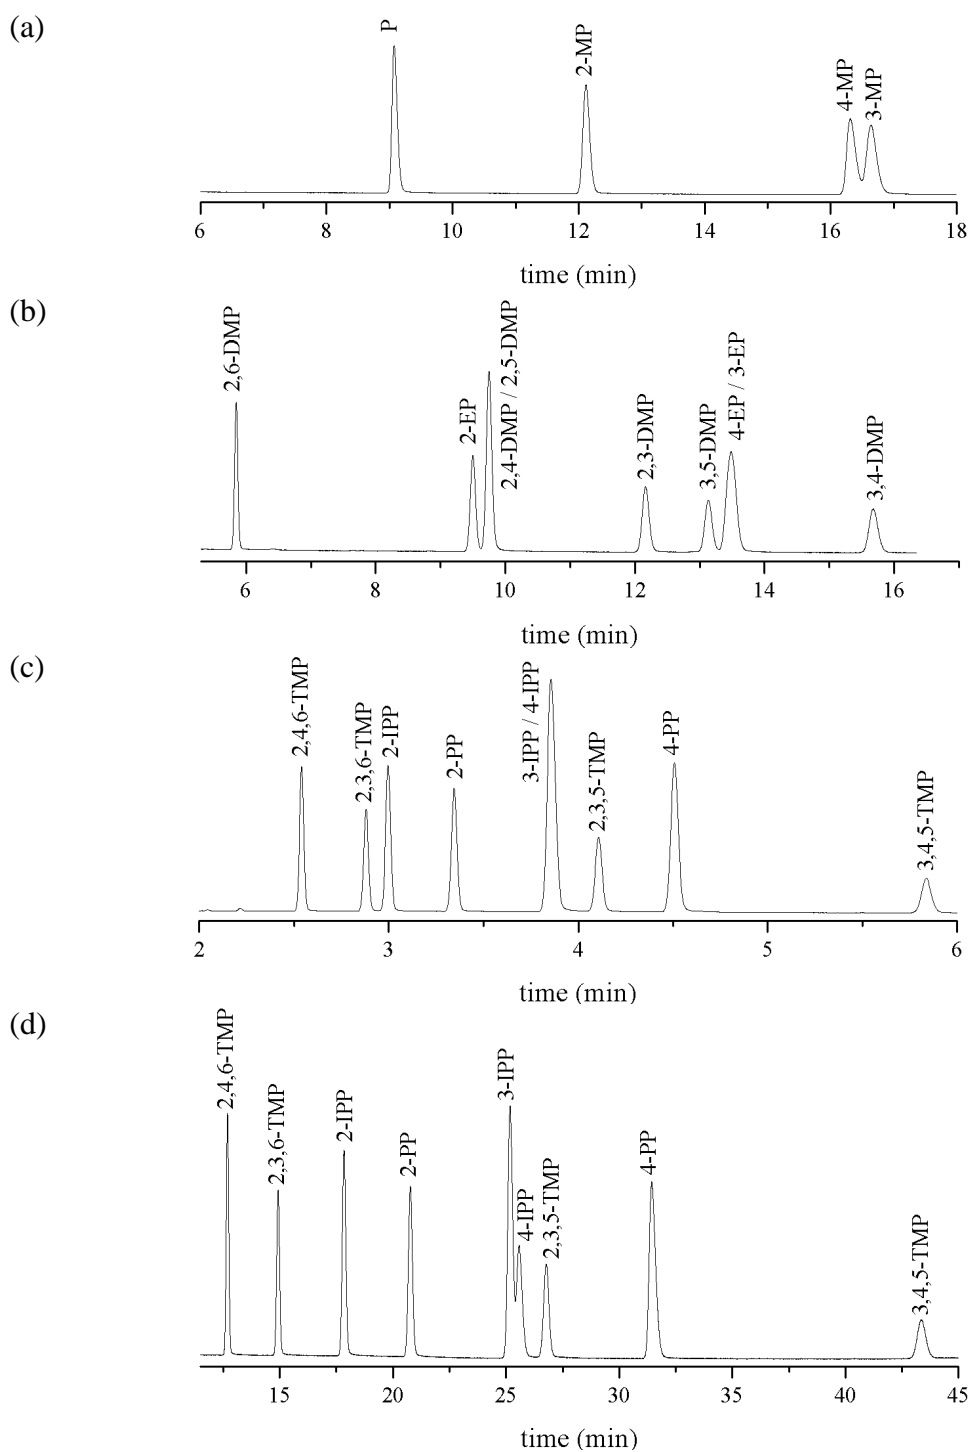 (a)
P
2-MP
4-MP
3-MP
6 8 10 12 14 16 18
time (min)
(b)
2,6-DMP
2-EP
2,4-DMP / 2,5-DMP
2,3-DMP
3,5-DMP
4-EP / 3-EP
3,4-DMP
6 8 10 12 14 16
time (min)
(c)
2,4,6-TMP
2,3,6-TMP
2-IPP
2-PP
3-IPP / 4-IPP
2,3,5-TMP
4-PP
3,4,5-TMP
2 3 4 5 6
time (min)
(d)
2,4,6-TMP
2,3,6-TMP
2-IPP
2-PP
3-IPP
4-IPP
2,3,5-TMP
4-PP
3,4,5-TMP
15 20 25 30 35 40 45
time (min)